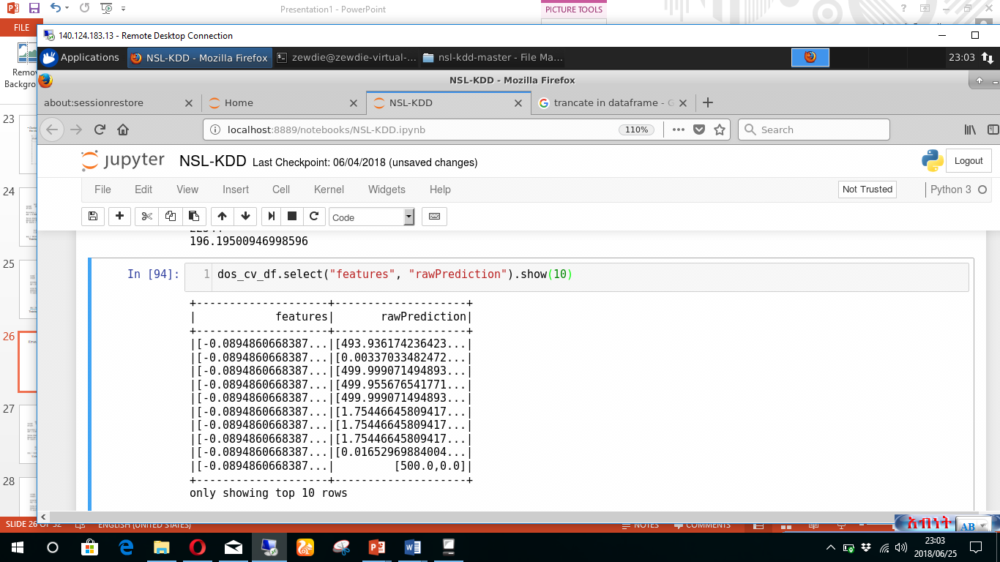 Presentation1 - PowerPoint
PICTURE TOOLS
FILE
140.124.183.13 - Remote Desktop Connection
Applications
NSL-KDD - Mozilla Firefox
zewdie@zewdie-virtual-...
nsl-kdd-master - File Ma...
23:03
Remov
Backgro
NSL-KDD - Mozilla Firefox
about:sessionrestore
Home
NSL-KDD
trancate in dataframe - G
localhost:8889/notebooks/NSL-KDD.ipynb
110%
Search
jupyter NSL-KDD Last Checkpoint: 06/04/2018 (unsaved changes)
Logout
File Edit View Insert Cell Kernel Widgets Help
Not Trusted
Python 3
Code
196.19500946998596
In [94]: 1 dos_cv_df.select("features", "rawPrediction").show(10)
+--------------------+--------------------+
|            features|       rawPrediction|
+--------------------+--------------------+
|[-0.0894860668387...|[493.936174236423...|
|[-0.0894860668387...|[0.00337033482472...|
|[-0.0894860668387...|[499.999071494893...|
|[-0.0894860668387...|[499.955676541771...|
|[-0.0894860668387...|[499.999071494893...|
|[-0.0894860668387...|[1.75446645809417...|
|[-0.0894860668387...|[1.75446645809417...|
|[-0.0894860668387...|[1.75446645809417...|
|[-0.0894860668387...|[0.01652969884004...|
|[-0.0894860668387...|         [500.0,0.0]|
+--------------------+--------------------+
only showing top 10 rows
23
24
25
26
27
28
SLIDE 26 OF 32
ENGLISH (UNITED STATES)
NOTES
COMMENTS
አባት
AB
23:03
2018/06/25